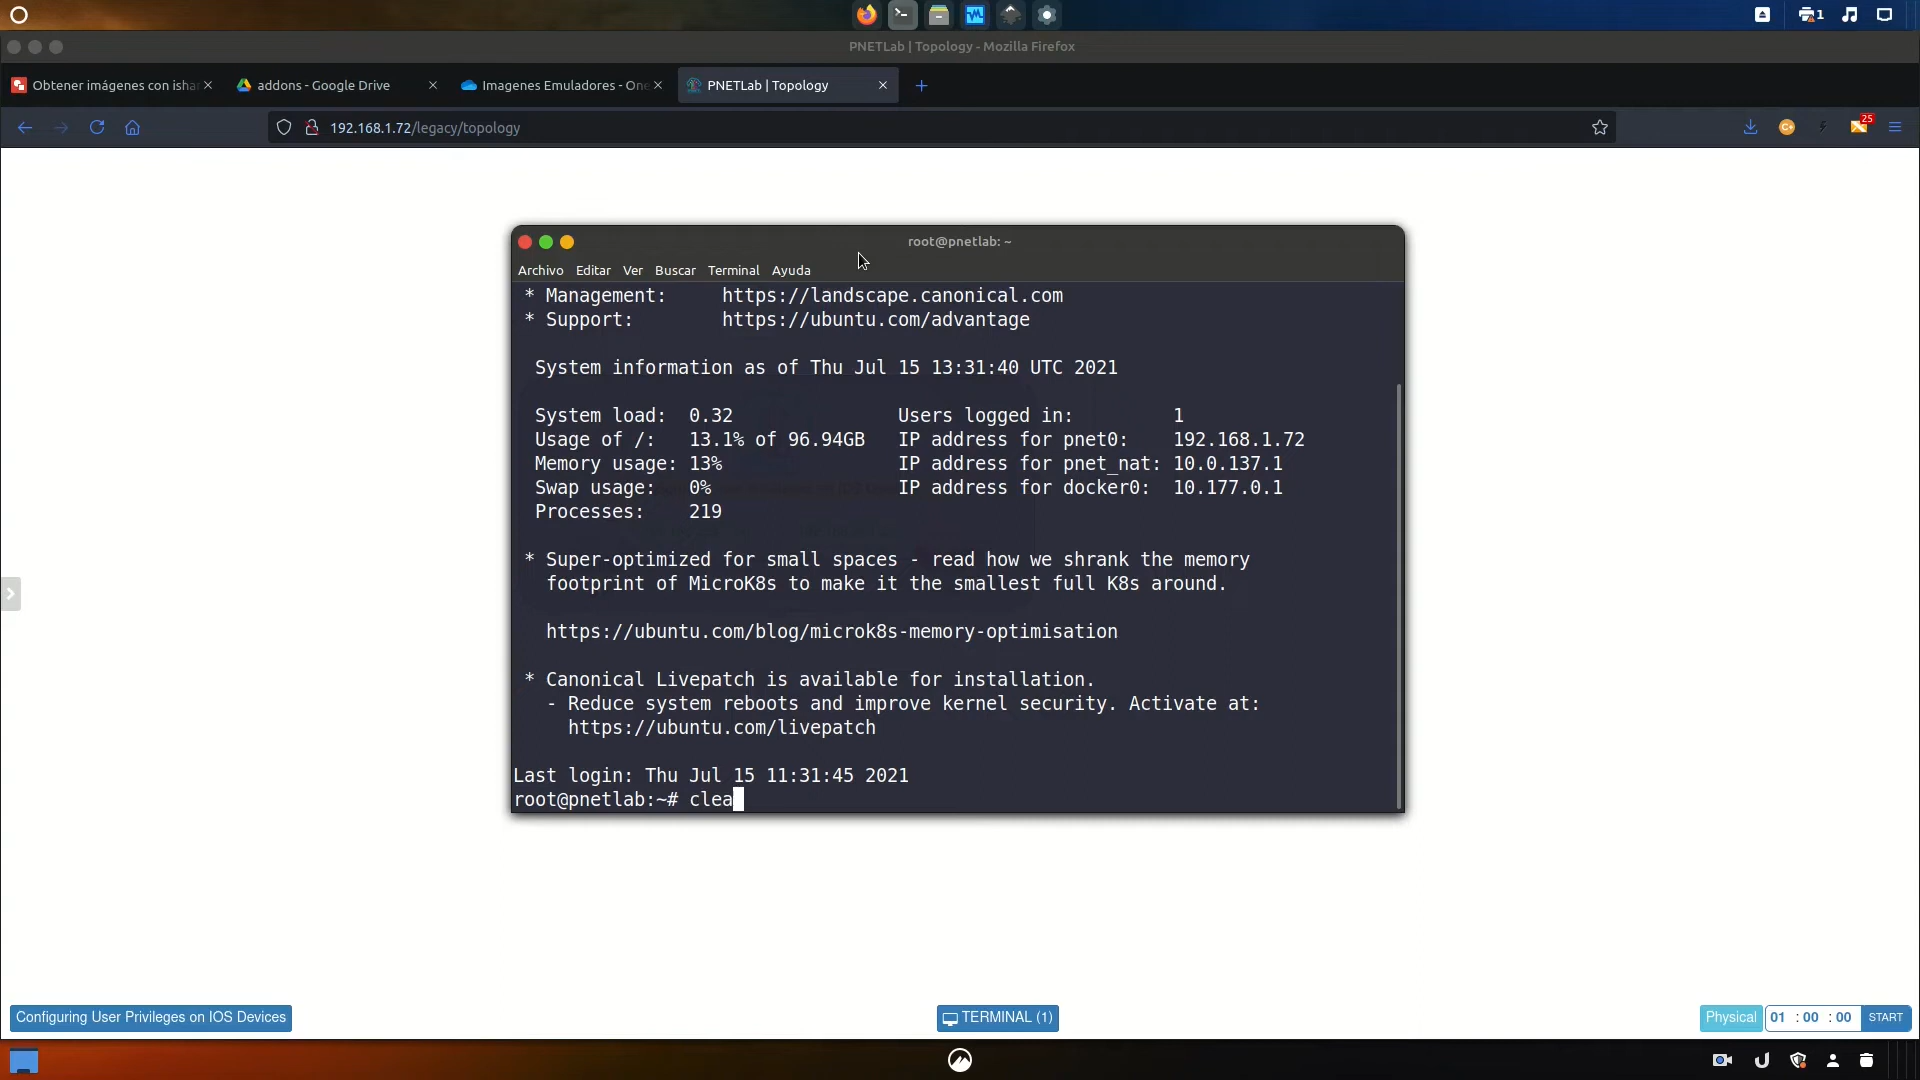 1
PNETLab | Topology - Mozilla Firefox
Obtener imágenes con isha
addons - Google Drive
Imagenes Emuladores - One
PNETLab | Topology
192.168.1.72/legacy/topology
25
root@pnetlab: ~
Archivo Editar Ver Buscar Terminal Ayuda
* Management: https://landscape.canonical.com
* Support: https://ubuntu.com/advantage
System information as of Thu Jul 15 13:31:40 UTC 2021
System load: 0.32 Users logged in: 1
Usage of /: 13.1% of 96.94GB IP address for pnet0: 192.168.1.72
Memory usage: 13% IP address for pnet_nat: 10.0.137.1
Swap usage: 0% IP address for docker0: 10.177.0.1
Processes: 219
* Super-optimized for small spaces - read how we shrank the memory
footprint of MicroK8s to make it the smallest full K8s around.
https://ubuntu.com/blog/microk8s-memory-optimisation
* Canonical Livepatch is available for installation.
- Reduce system reboots and improve kernel security. Activate at:
https://ubuntu.com/livepatch
Last login: Thu Jul 15 11:31:45 2021
root@pnetlab:~# clea
Configuring User Privileges on IOS Devices
TERMINAL (1)
Physical 01 : 00 : 00 START